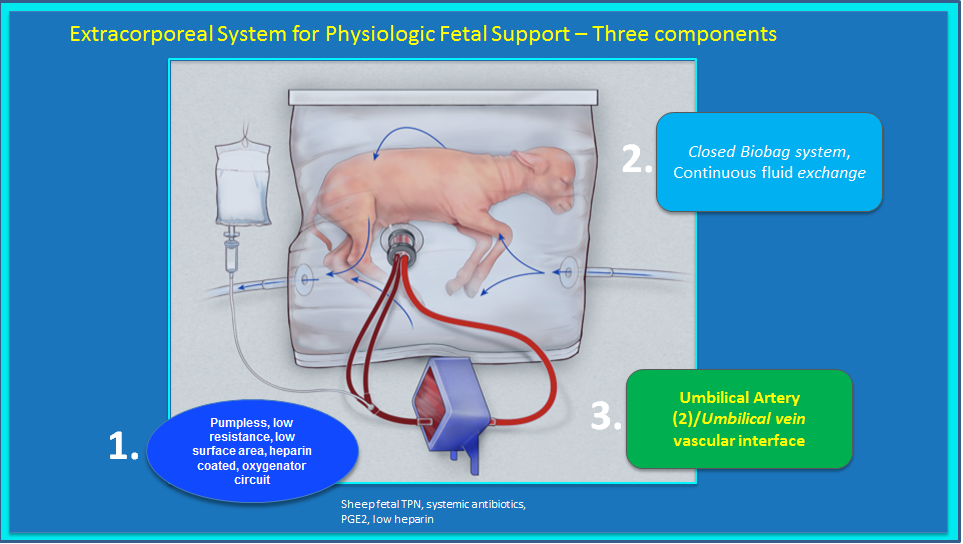 Extracorporeal System for Physiologic Fetal Support – Three components
2.
Closed Biobag system,
Continuous fluid exchange
3.
Umbilical Artery
(2)/Umbilical vein
vascular interface
1.
Pumpless, low
resistance, low
surface area, heparin
coated, oxygenator
circuit
Sheep fetal TPN, systemic antibiotics,
PGE2, low heparin